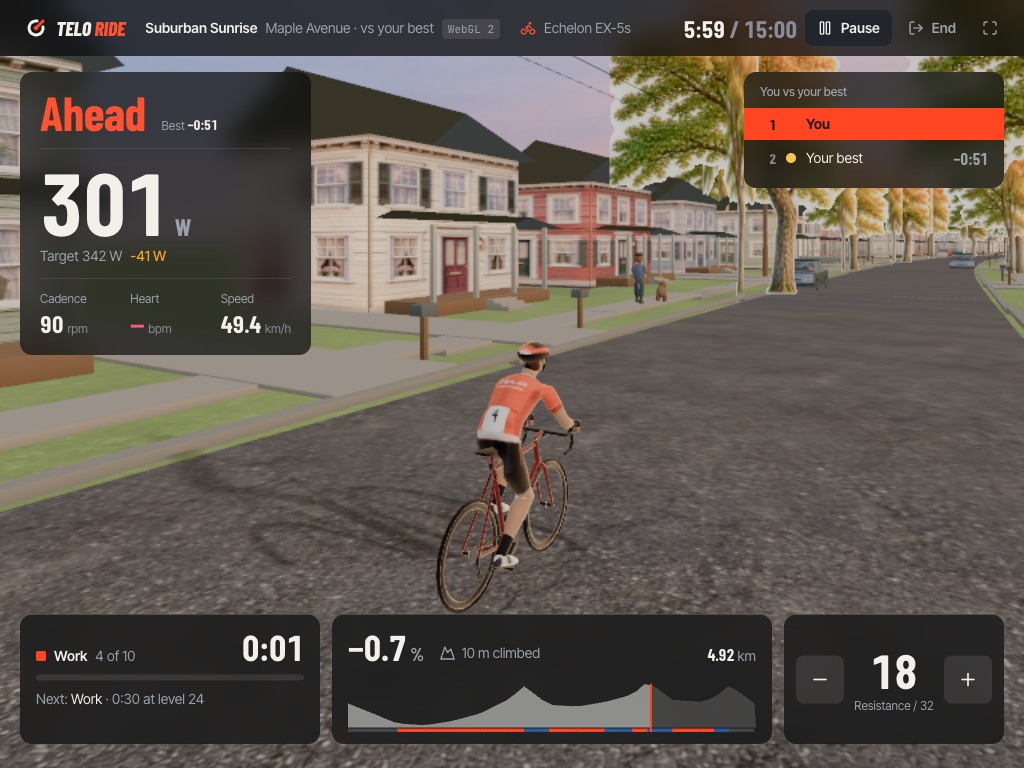 TELO RIDE
Suburban Sunrise Maple Avenue · vs your best WebGL 2 Echelon EX-5s 5:59 / 15:00 Pause End
Ahead Best −0:51
301 W
Target 342 W -41 W
Cadence Heart Speed
90 rpm – bpm 49.4 km/h
You vs your best
1 You
2 Your best −0:51
TELO
4
Work 4 of 10 0:01
Next: Work · 0:30 at level 24
−0.7 % 10 m climbed 4.92 km
− 18 +
Resistance / 32